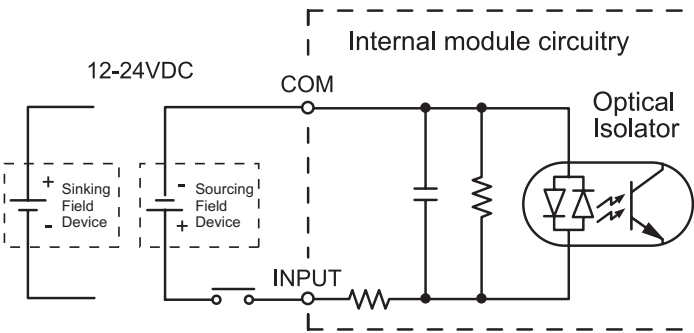 Internal module circuitry
12-24VDC
COM
Optical
Isolator
+ Sinking
Field
- Device
- Sourcing
Field
+ Device
INPUT